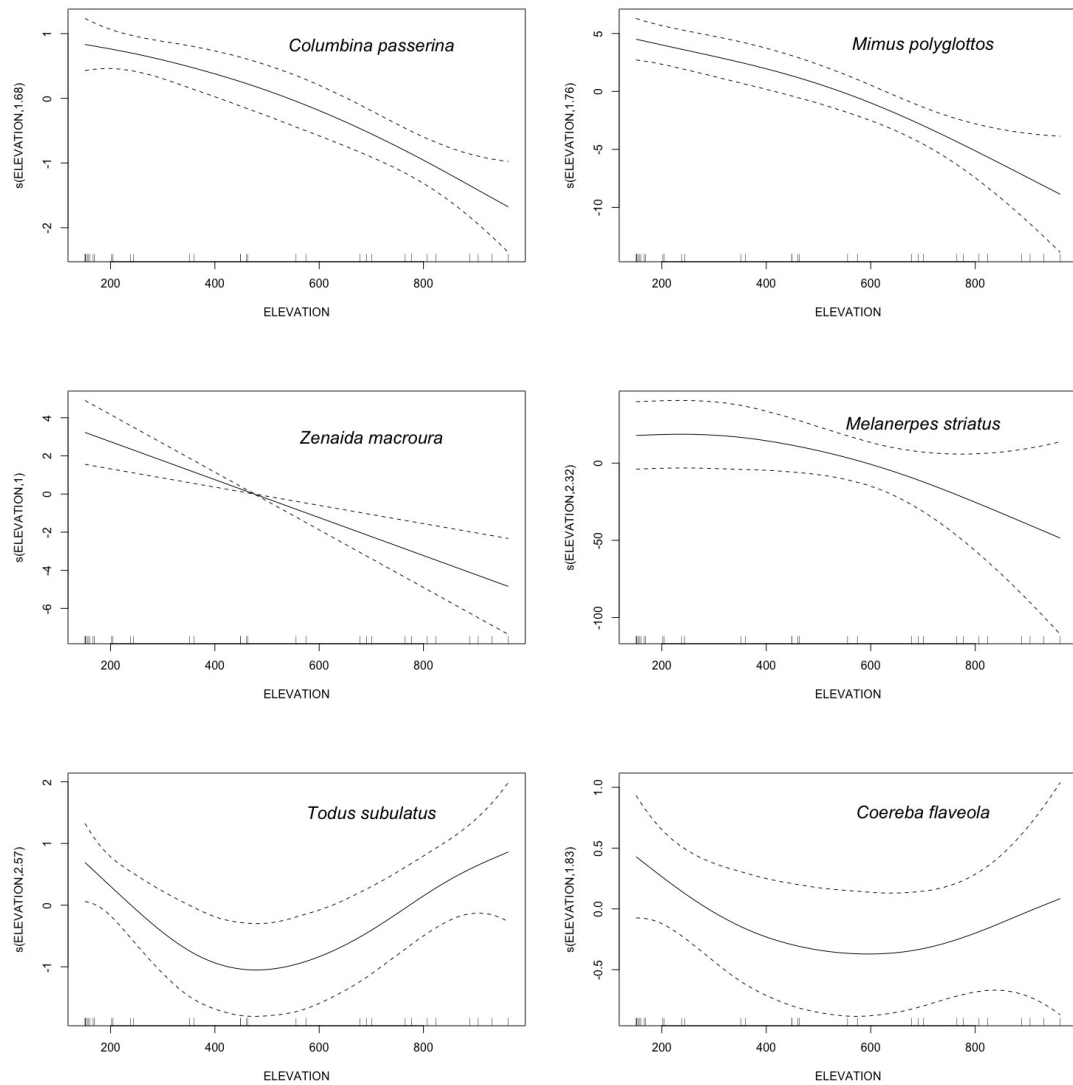 Columbina passerina
s(ELEVATION,1.68)
1
0
-1
-2
200 400 600 800
ELEVATION
Mimus polyglottos
s(ELEVATION,1.76)
5
0
-5
-10
200 400 600 800
ELEVATION
Zenaida macroura
s(ELEVATION,1)
4
2
0
-2
-4
-6
200 400 600 800
ELEVATION
Melanerpes striatus
s(ELEVATION,2.32)
0
-50
-100
200 400 600 800
ELEVATION
Todus subulatus
s(ELEVATION,2.57)
2
1
0
-1
200 400 600 800
ELEVATION
Coereba flaveola
s(ELEVATION,1.83)
1.0
0.5
0.0
-0.5
200 400 600 800
ELEVATION